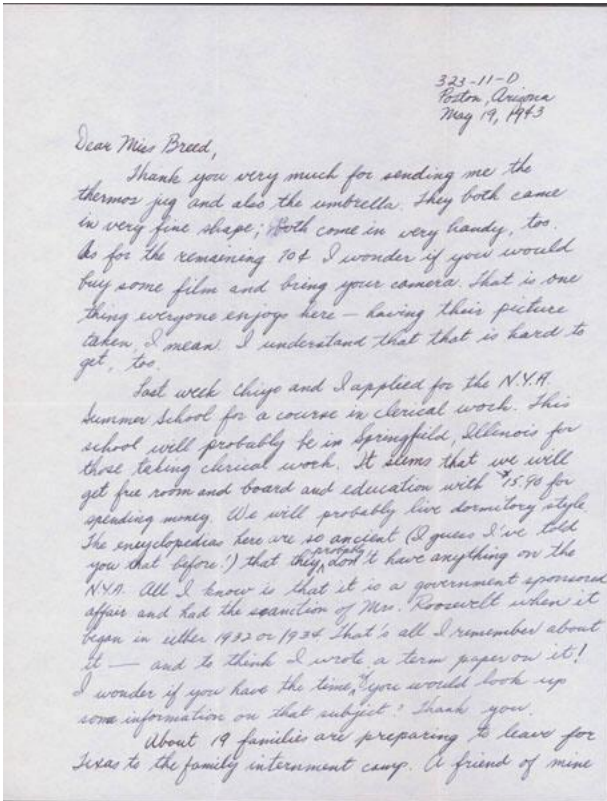 323-11-D
Poston, Arizona
May 19, 1943
Dear Miss Breed,
Thank you very much for sending me the
thermos jug and also the umbrella. They both came
in very fine shape; Both come in very handy, too.
As for the remaining 70¢ I wonder if you would
buy some film and bring your camera. That is one
thing everyone enjoys here — having their picture
taken, I mean. I understand that that is hard to
get, too.
Last week Chiyo and I applied for the N.Y.A.
Summer School for a course in clerical work. This
school will probably be in Springfild, Illinois for
those taking clerical work. It seems that we will
get free room and board and education with $15.90 for
spending money. We will probably live dormitory style.
The encyclopedias here are so ancient (I guess I've told
you that before!) that they probably don't have anything on the
N.Y.A. All I know is that it is a government sponsored
affair and had the sanction of Mrs. Roosevelt when it
began in either 1932 or 1934. That's all I remember about
it — and to think I wrote a term paper on it!
I wonder if you have the time, if you would look up
some information on that subject? Thank you.
About 19 families are preparing to leave for
Texas to the family internment camp. A friend of mine